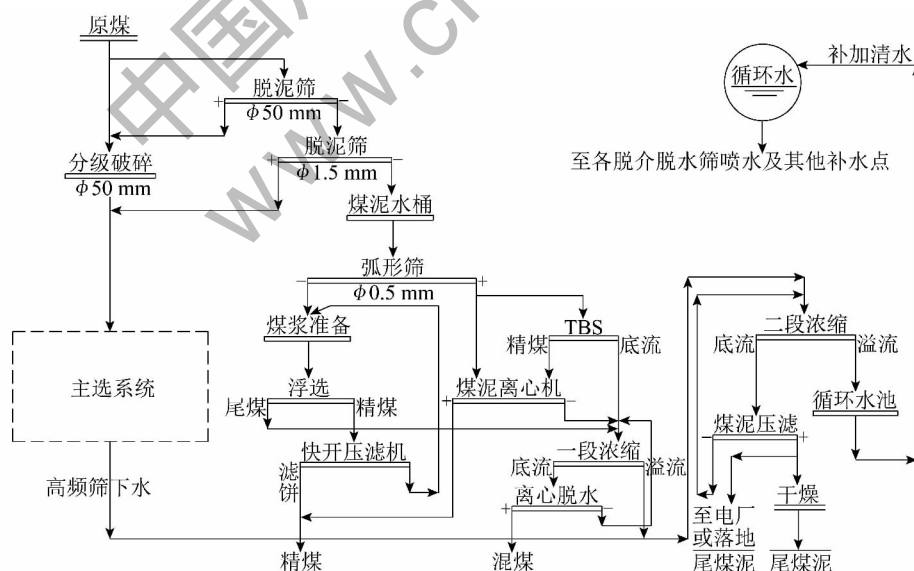 中国
www.c
原煤
脱泥筛
+
-
φ50 mm
脱泥筛
+
-
φ1.5 mm
分级破碎
φ50 mm
煤泥水桶
弧形筛
-
+
φ0.5 mm
煤浆准备
TBS
精煤
底流
主选系统
浮选
尾煤
精煤
煤泥离心机
+
-
快开压滤机
滤饼
一段浓缩
底流
溢流
离心脱水
+
-
高频筛下水
精煤
混煤
循环水
补加清水
至各脱介脱水筛喷水及其他补水点
二段浓缩
底流
溢流
循环水池
煤泥压滤
-
+
至电厂
或落地
尾煤泥
干燥
尾煤泥